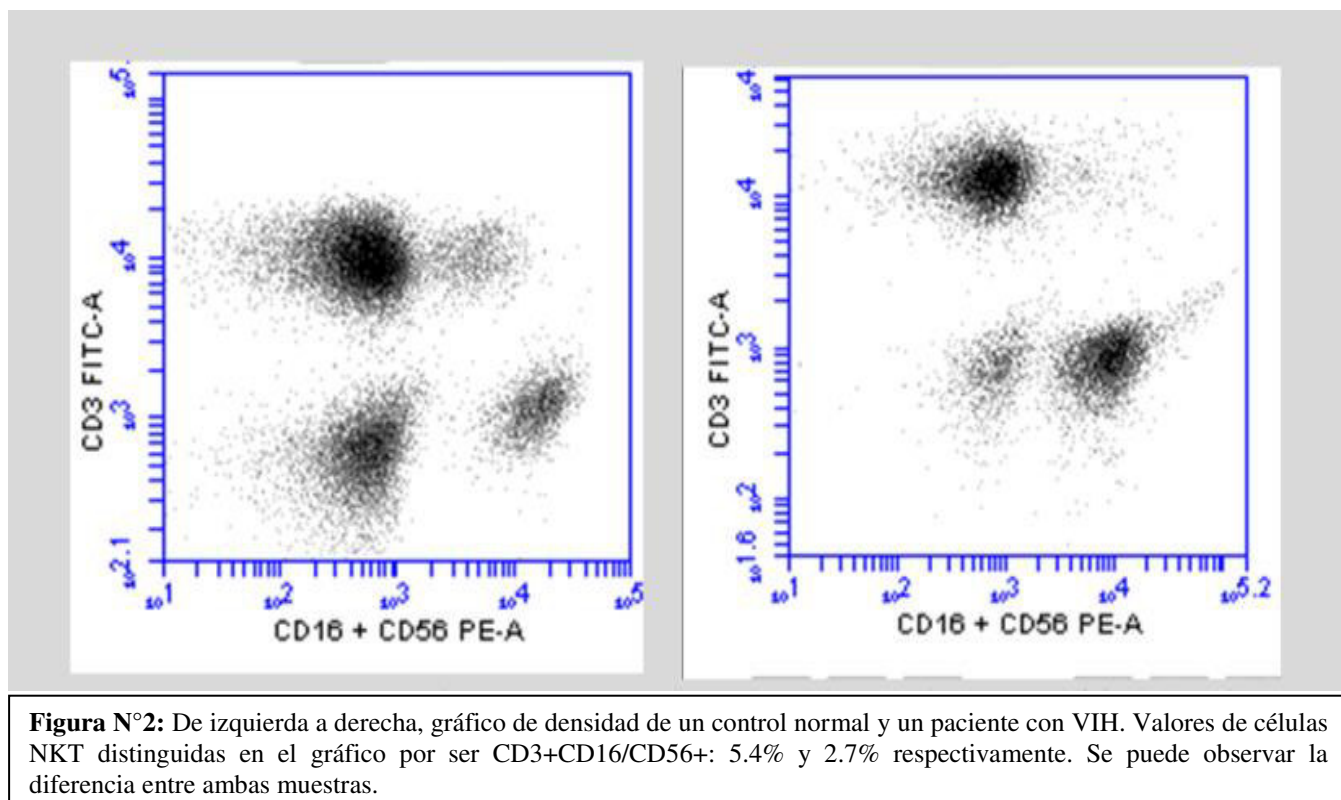 10^5.
10^4
10^3
10^2.1
CD3 FITC-A
10^1 10^2 10^3 10^4 10^5
CD16 + CD56 PE-A
10^4.
10^4
10^3
10^2
10^1.6
CD3 FITC-A
10^1 10^2 10^3 10^4 10^5.2
CD16 + CD56 PE-A
Figura N°2: De izquierda a derecha, gráfico de densidad de un control normal y un paciente con VIH. Valores de células
NKT distinguidas en el gráfico por ser CD3+CD16/CD56+: 5.4% y 2.7% respectivamente. Se puede observar la
diferencia entre ambas muestras.